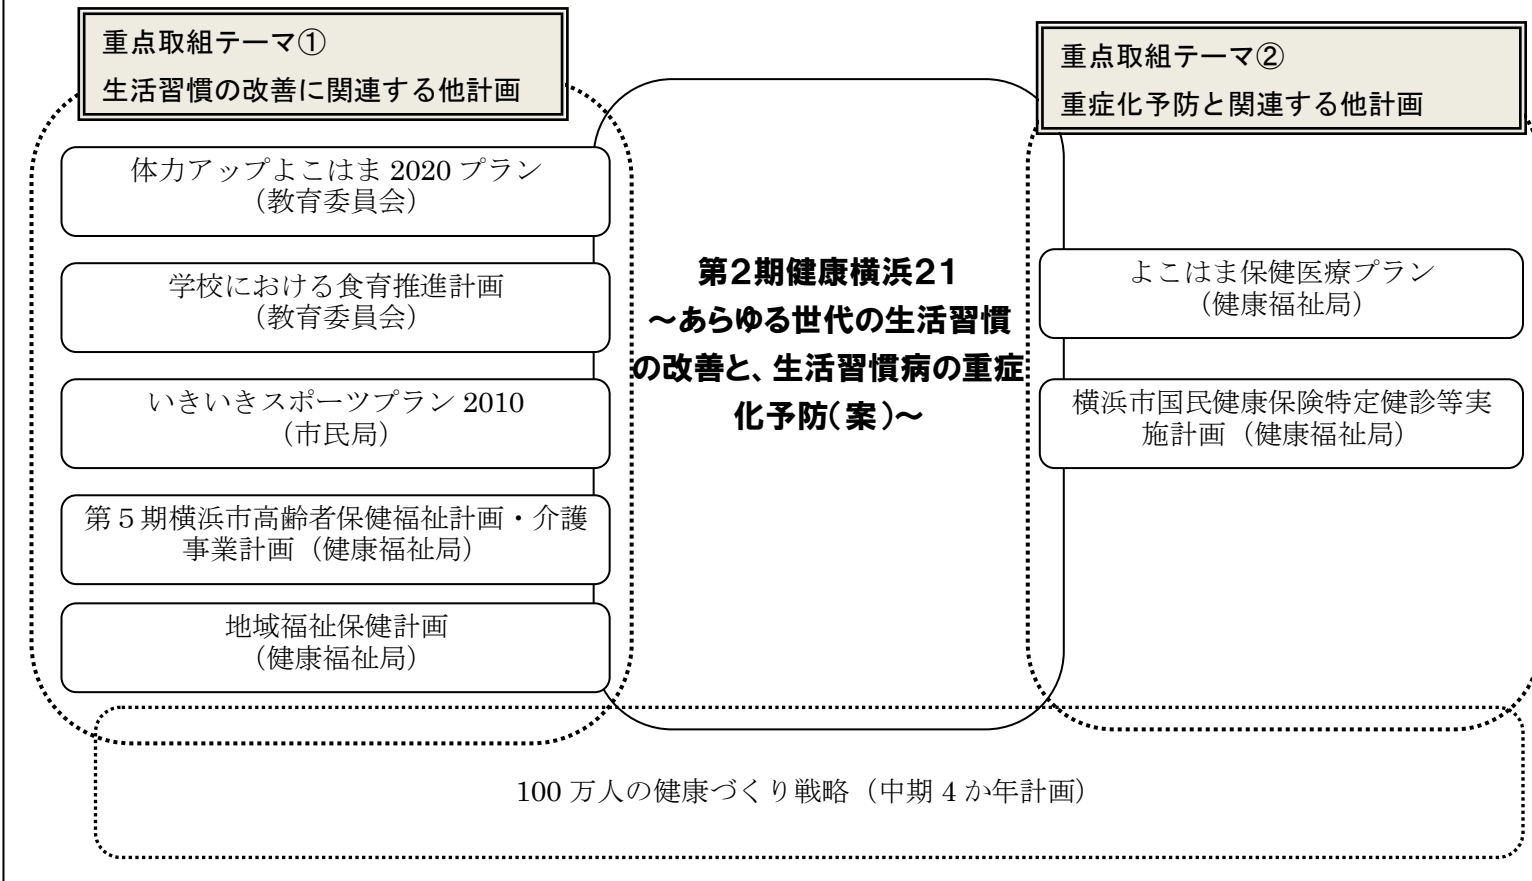 重点取組テーマ①
生活習慣の改善に関連する他計画
体力アップよこはま 2020 プラン
（教育委員会）
学校における食育推進計画
（教育委員会）
いきいきスポーツプラン 2010
（市民局）
第５期横浜市高齢者保健福祉計画・介護
事業計画（健康福祉局）
地域福祉保健計画
（健康福祉局）
第２期健康横浜２１
～あらゆる世代の生活習慣
の改善と、生活習慣病の重症
化予防（案）～
重点取組テーマ②
重症化予防と関連する他計画
よこはま保健医療プラン
（健康福祉局）
横浜市国民健康保険特定健診等実
施計画（健康福祉局）
100 万人の健康づくり戦略（中期 4 か年計画）